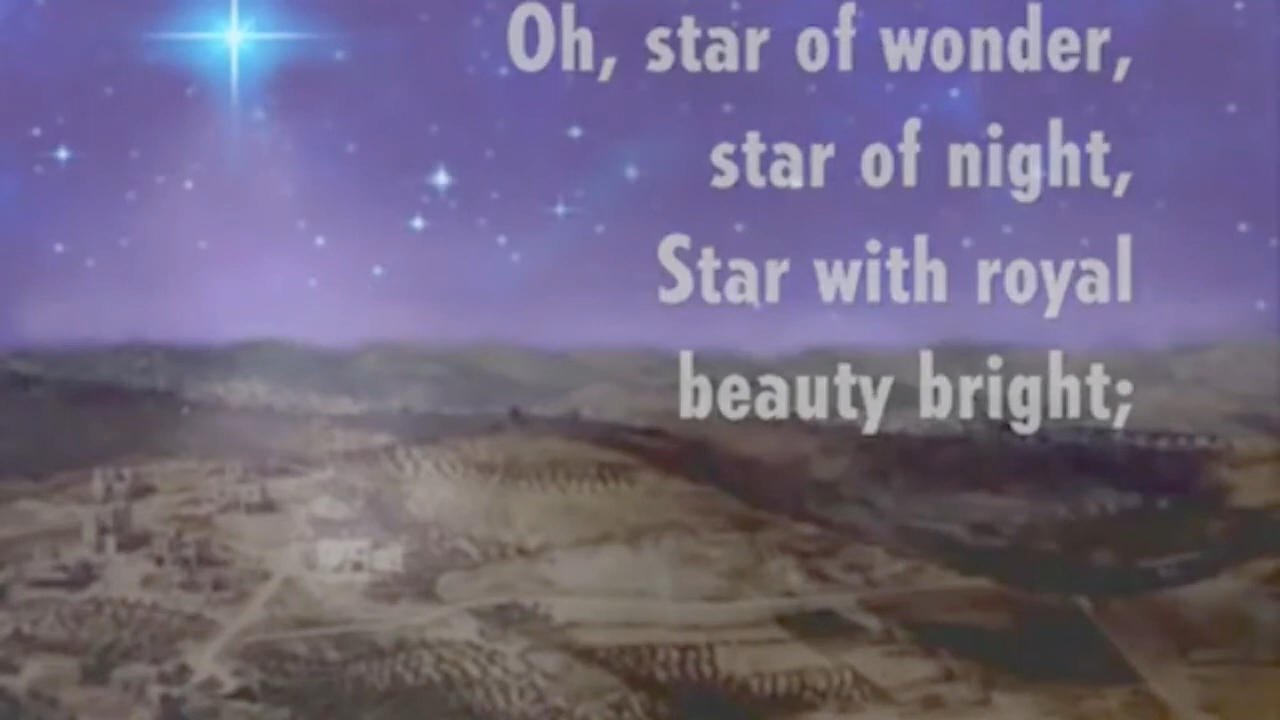 Oh, star of wonder,
star of night,
Star with royal
beauty bright;